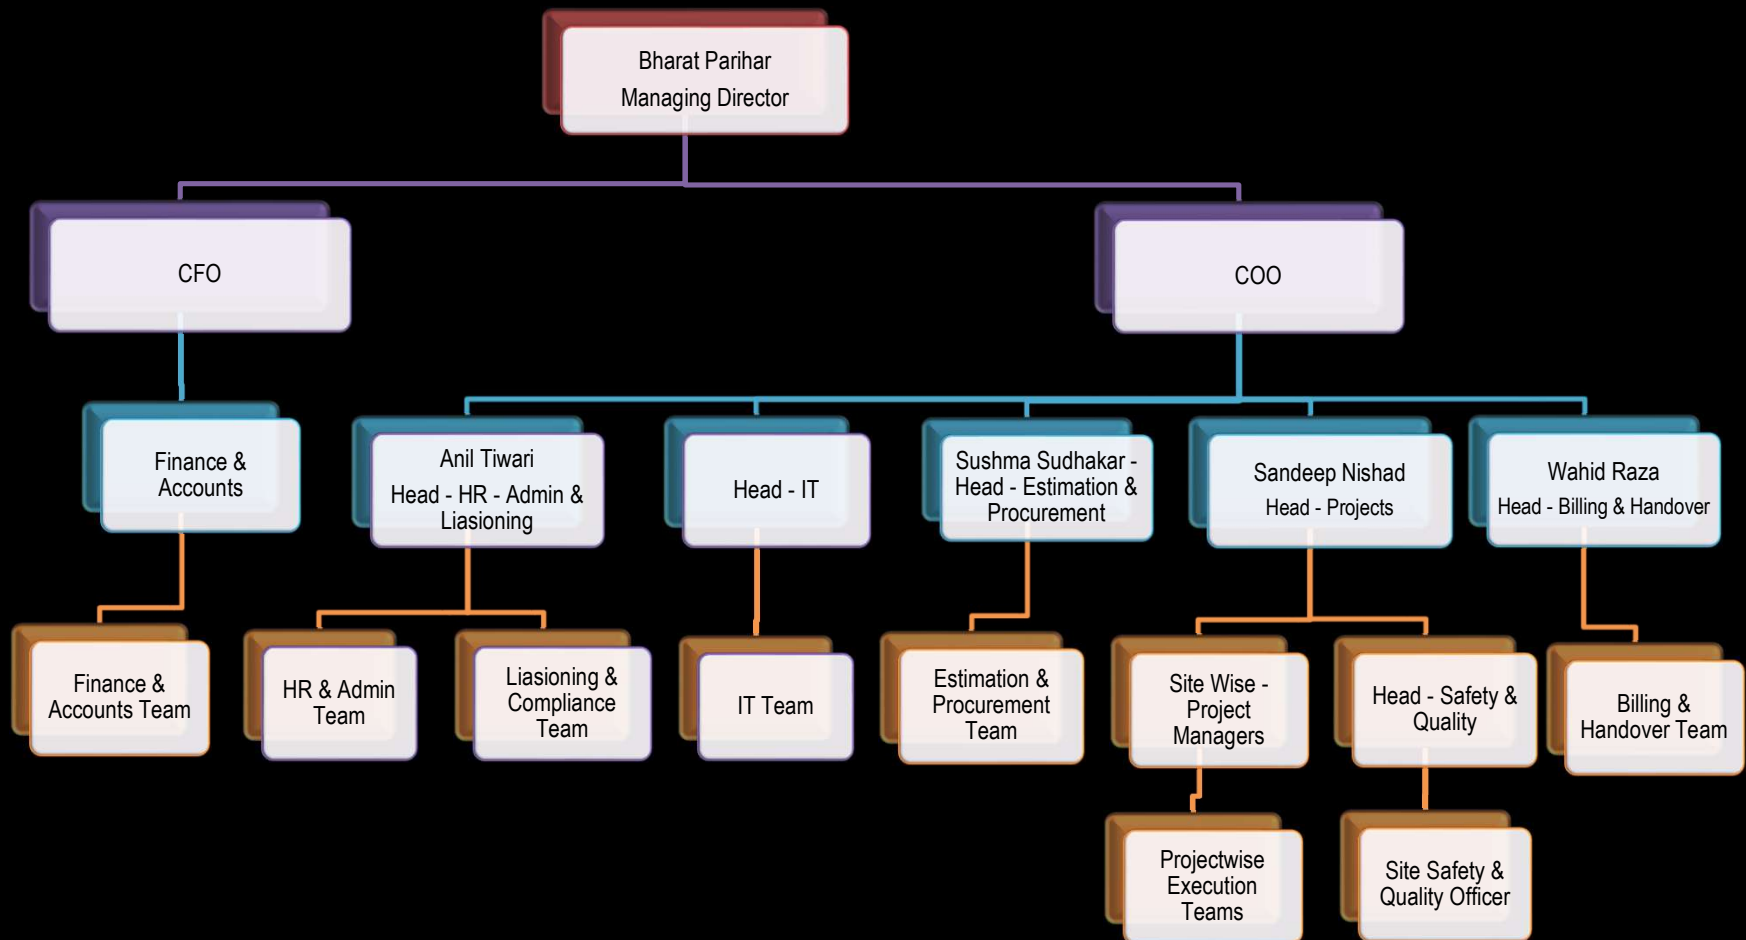 Bharat Parihar
Managing Director
CFO
COO
Finance &
Accounts
Anil Tiwari
Head - HR - Admin &
Liasioning
Head - IT
Sushma Sudhakar -
Head - Estimation &
Procurement
Sandeep Nishad
Head - Projects
Wahid Raza
Head - Billing & Handover
Finance &
Accounts Team
HR & Admin
Team
Liasioning &
Compliance
Team
IT Team
Estimation &
Procurement
Team
Site Wise -
Project
Managers
Head - Safety &
Quality
Billing &
Handover Team
Projectwise
Execution
Teams
Site Safety &
Quality Officer